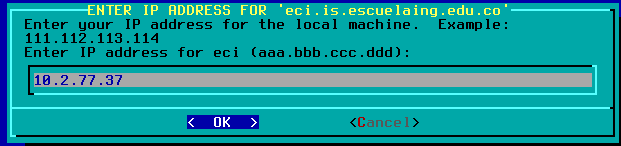 ENTER IP ADDRESS FOR 'eci.is.escuelaing.edu.co'
Enter your IP address for the local machine.  Example:
111.112.113.114
Enter IP address for eci (aaa.bbb.ccc.ddd):
10.2.77.37
<  OK  > <Cancel>